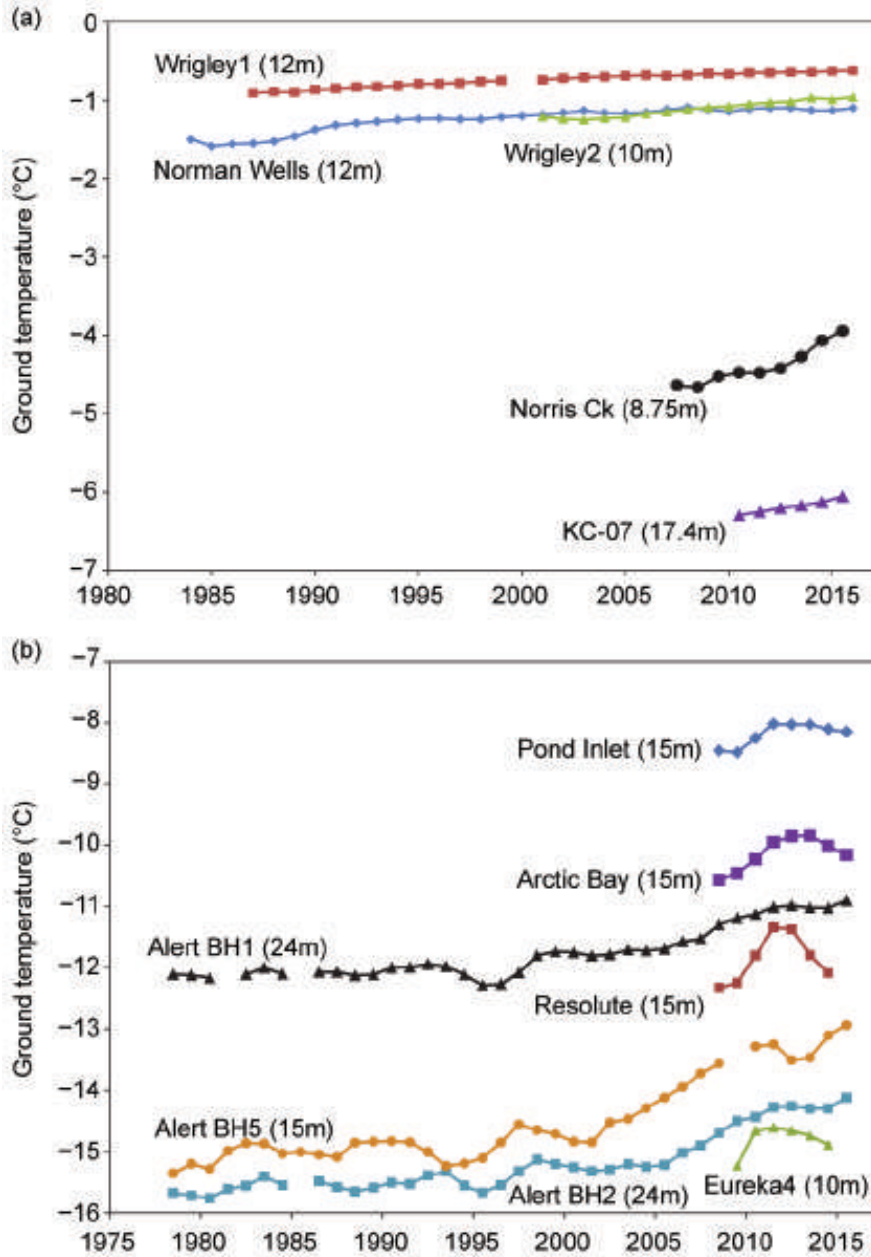 (a)
0
−1
−2
−3
−4
−5
−6
−7
Ground temperature (°C)
Wrigley1 (12m)
Norman Wells (12m)
Wrigley2 (10m)
Norris Ck (8.75m)
KC-07 (17.4m)
1980 1985 1990 1995 2000 2005 2010 2015
(b)
−7
−8
−9
−10
−11
−12
−13
−14
−15
−16
Ground temperature (°C)
Pond Inlet (15m)
Arctic Bay (15m)
Alert BH1 (24m)
Resolute (15m)
Alert BH5 (15m)
Alert BH2 (24m)
Eureka4 (10m)
1975 1980 1985 1990 1995 2000 2005 2010 2015